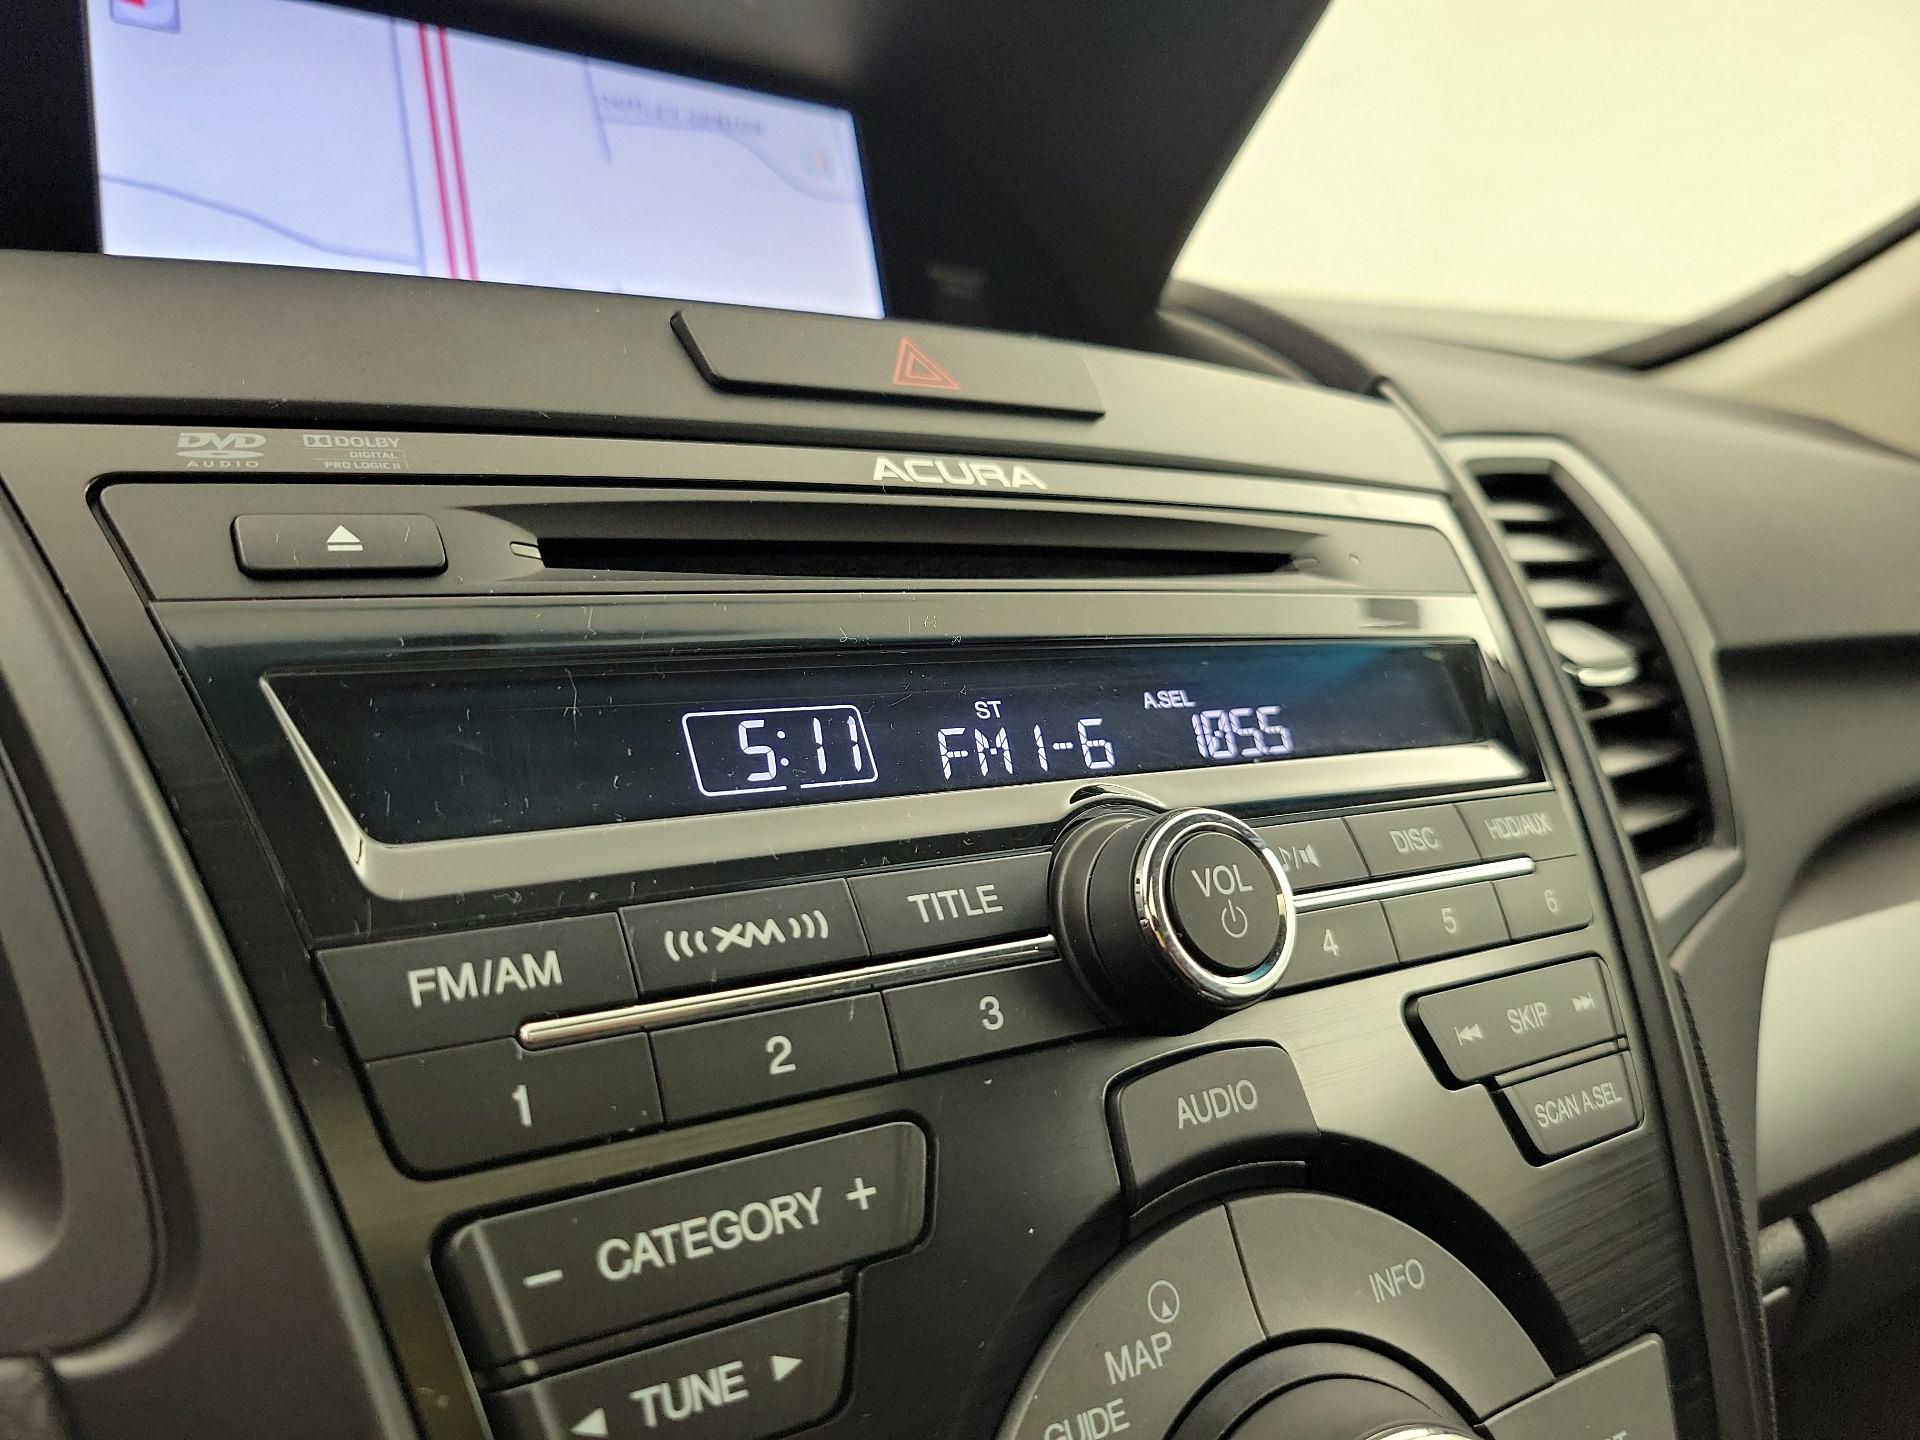 DVD
AUDIO
DOLBY
DIGITAL
PRO LOGIC II
ACURA
5:11
ST
FM1-6
A.SEL
105.5
VOL
DISC
HDD/AUX
FM/AM
XM
TITLE
1
2
3
4
5
6
SKIP
SCAN A.SEL
AUDIO
− CATEGORY +
TUNE
INFO
MAP
GUIDE